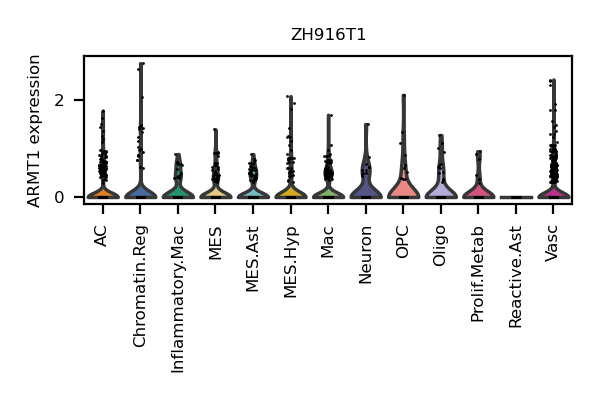 ZH916T1
ARMT1 expression
2
0
AC
Chromatin.Reg
Inflammatory.Mac
MES
MES.Ast
MES.Hyp
Mac
Neuron
OPC
Oligo
Prolif.Metab
Reactive.Ast
Vasc